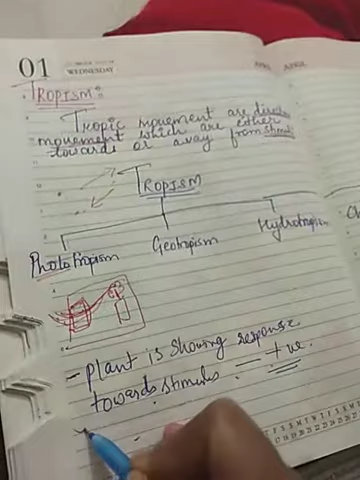 01
WEDNESDAY
APRIL
TROPISM:
Tropic movement are
movement which are either
towards or away from stimuli
TROPISM
Phototropism Geotropism Hydrotropism
- plant is showing response
towards stimulus - +ve.